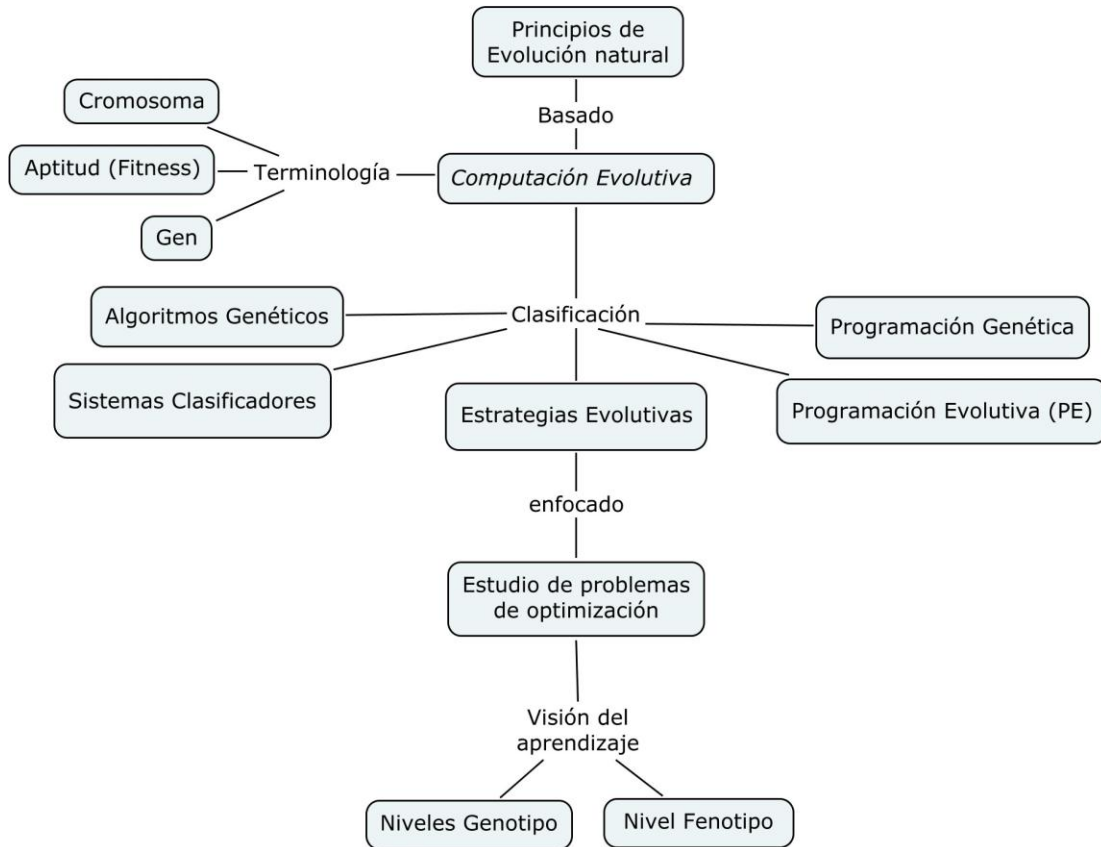 Principios de
Evolución natural
Basado
Cromosoma
Aptitud (Fitness)
Terminología
Computación Evolutiva
Gen
Clasificación
Algoritmos Genéticos
Programación Genética
Sistemas Clasificadores
Estrategias Evolutivas
Programación Evolutiva (PE)
enfocado
Estudio de problemas
de optimización
Visión del
aprendizaje
Niveles Genotipo
Nivel Fenotipo